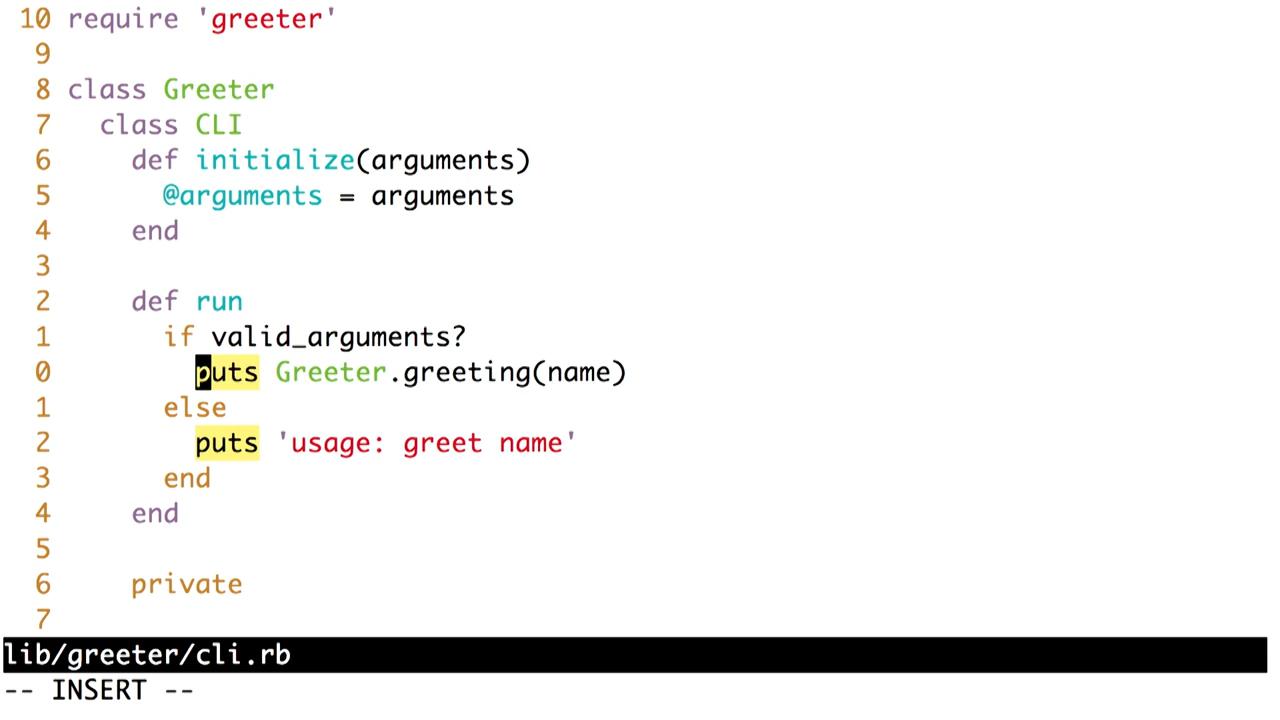 10 require 'greeter'
9
8 class Greeter
7   class CLI
6     def initialize(arguments)
5       @arguments = arguments
4     end
3
2     def run
1       if valid_arguments?
0         puts Greeter.greeting(name)
1       else
2         puts 'usage: greet name'
3       end
4     end
5
6     private
7
lib/greeter/cli.rb
-- INSERT --